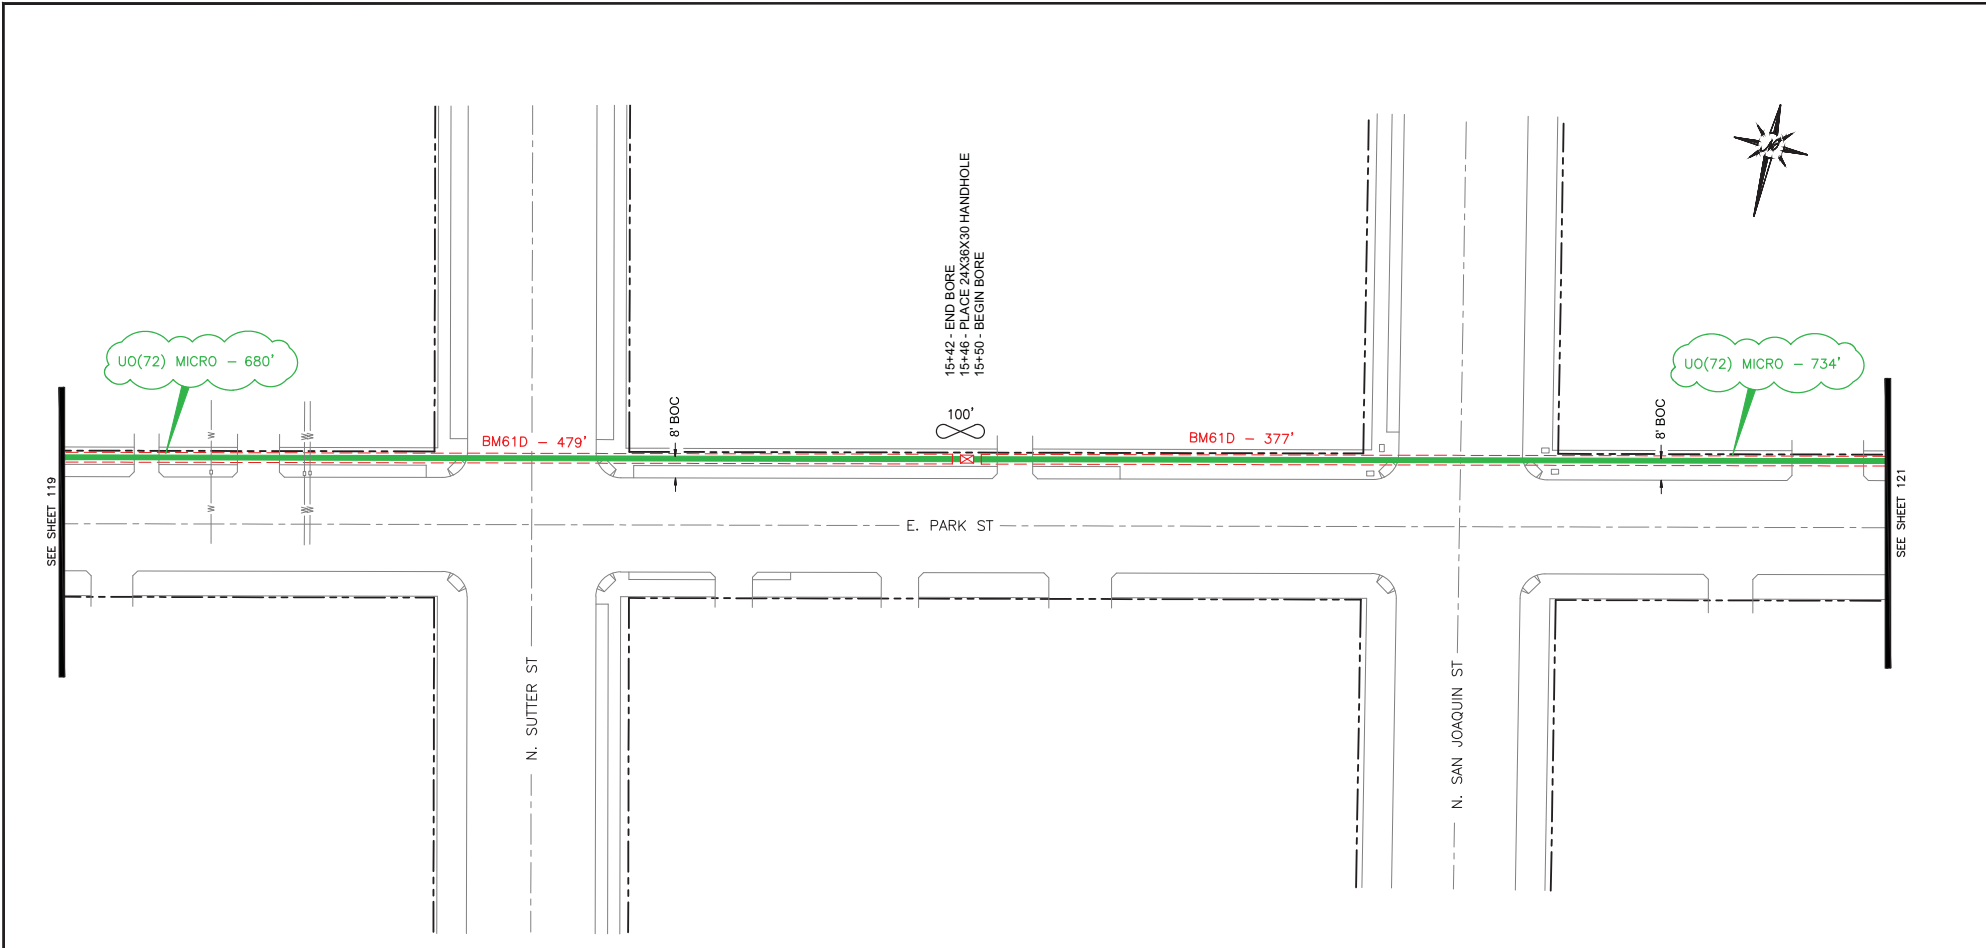 15+42 - END BORE
15+46 - PLACE 24X36X30 HANDHOLE
15+50 - BEGIN BORE
N
UO(72) MICRO - 680'
UO(72) MICRO - 734'
100'
8' BOC
8' BOC
BM61D - 479'
BM61D - 377'
W
W
W
W
W
W
SEE SHEET 119
SEE SHEET 121
E. PARK ST
N. SUTTER ST
N. SAN JOAQUIN ST